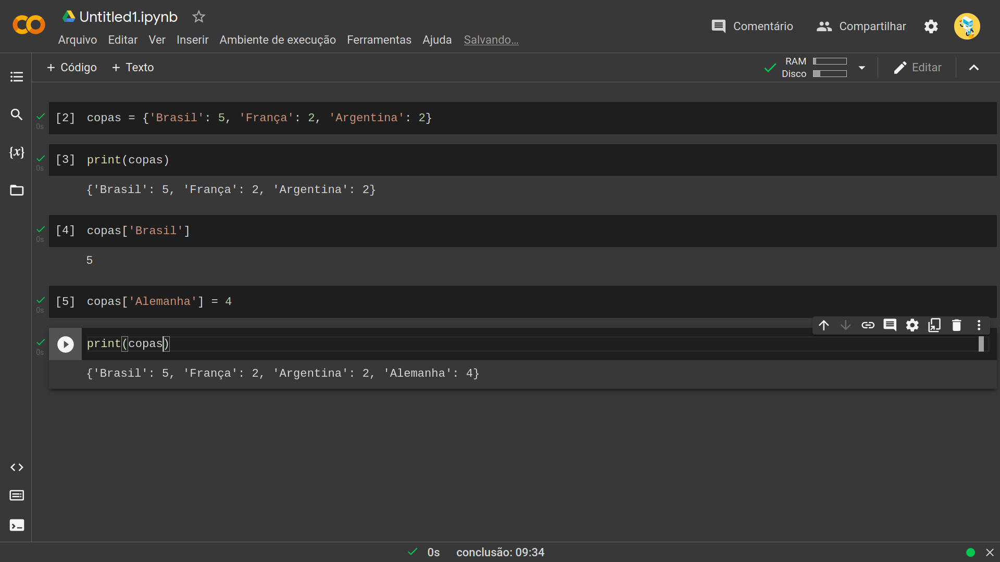 Untitled1.ipynb
Arquivo Editar Ver Inserir Ambiente de execução Ferramentas Ajuda Salvando...
Comentário Compartilhar
+ Código + Texto
RAM
Disco
Editar
{x}
[2] copas = {'Brasil': 5, 'França': 2, 'Argentina': 2}
0s
[3] print(copas)
0s
{'Brasil': 5, 'França': 2, 'Argentina': 2}
[4] copas['Brasil']
0s
5
[5] copas['Alemanha'] = 4
0s
print(copas)
0s
{'Brasil': 5, 'França': 2, 'Argentina': 2, 'Alemanha': 4}
0s conclusão: 09:34